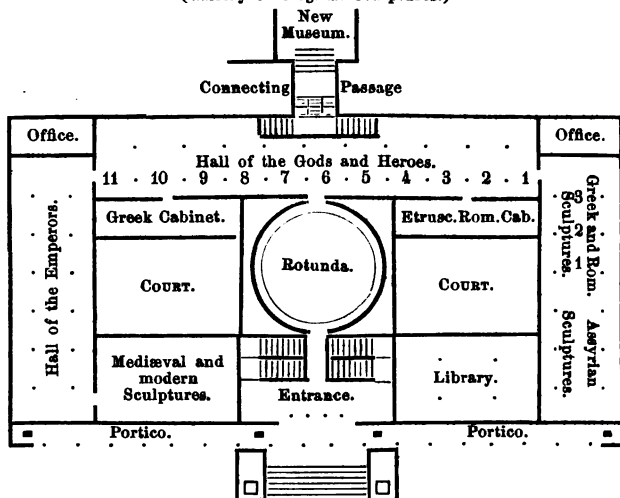 New
Museum.
Connecting Passage
Office.
Office.
Hall of the Gods and Heroes.
11 . 10 . 9 . 8 . 7 . 6 . 5 . 4 . 3 . 2 . 1
Greek Cabinet.
Etrusc. Rom. Cab.
Rotunda.
COURT.
COURT.
Hall of the Emperors.
Greek and Rom.
Sculptures.
3
2
1
Assyrian
Sculptures.
Mediæval and
modern
Sculptures.
Entrance.
Library.
Portico.
Portico.